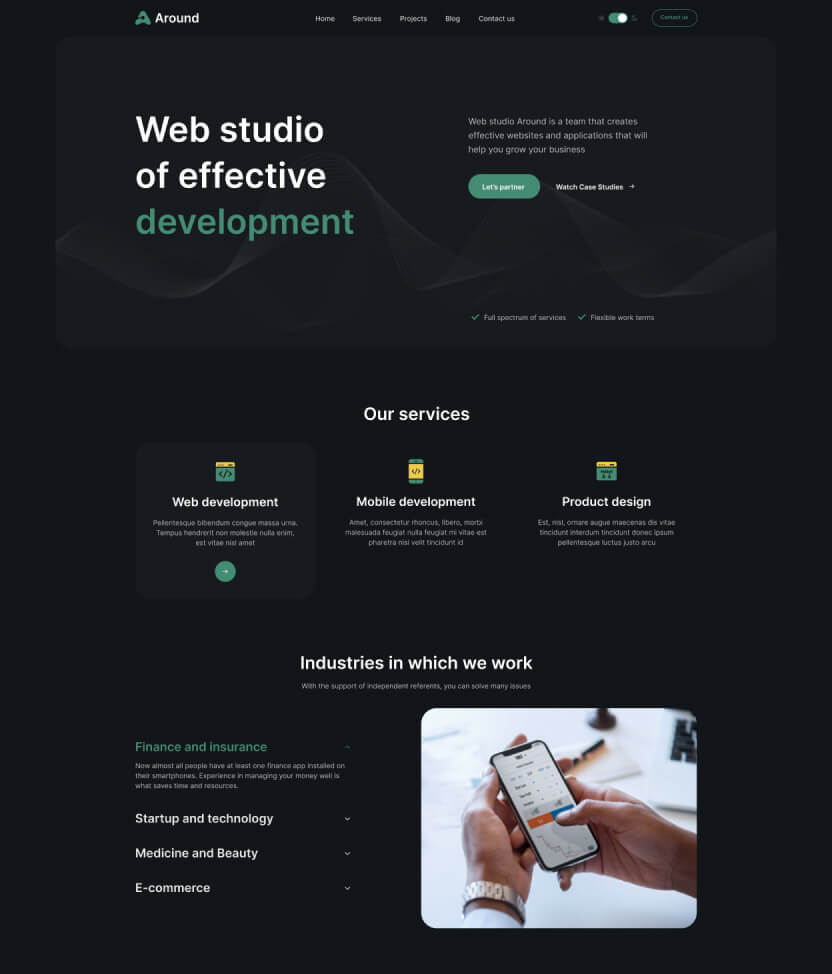 Around
Home
Services
Projects
Blog
Contact us
Contact us
Web studio
of effective
development
Web studio Around is a team that creates
effective websites and applications that will
help you grow your business
Let's partner
Watch Case Studies →
Full spectrum of services
Flexible work terms
Our services
Web development
Pellentesque bibendum congue massa urna.
Tempus hendrerit non molestie nulla enim,
est vitae nisl amet
Mobile development
Amet, consectetur rhoncus, libero, morbi
malesuada feugiat nulla feugiat mi vitae est
pharetra nisi velit tincidunt id
Product design
Est, nisl, ornare augue maecenas dis vitae
tincidunt interdum tincidunt donec ipsum
pellentesque luctus justo arcu
Industries in which we work
With the support of independent referents, you can solve many issues
Finance and insurance
Now almost all people have at least one finance app installed on
their smartphones. Experience in managing your money well is
what saves time and resources.
Startup and technology
Medicine and Beauty
E-commerce